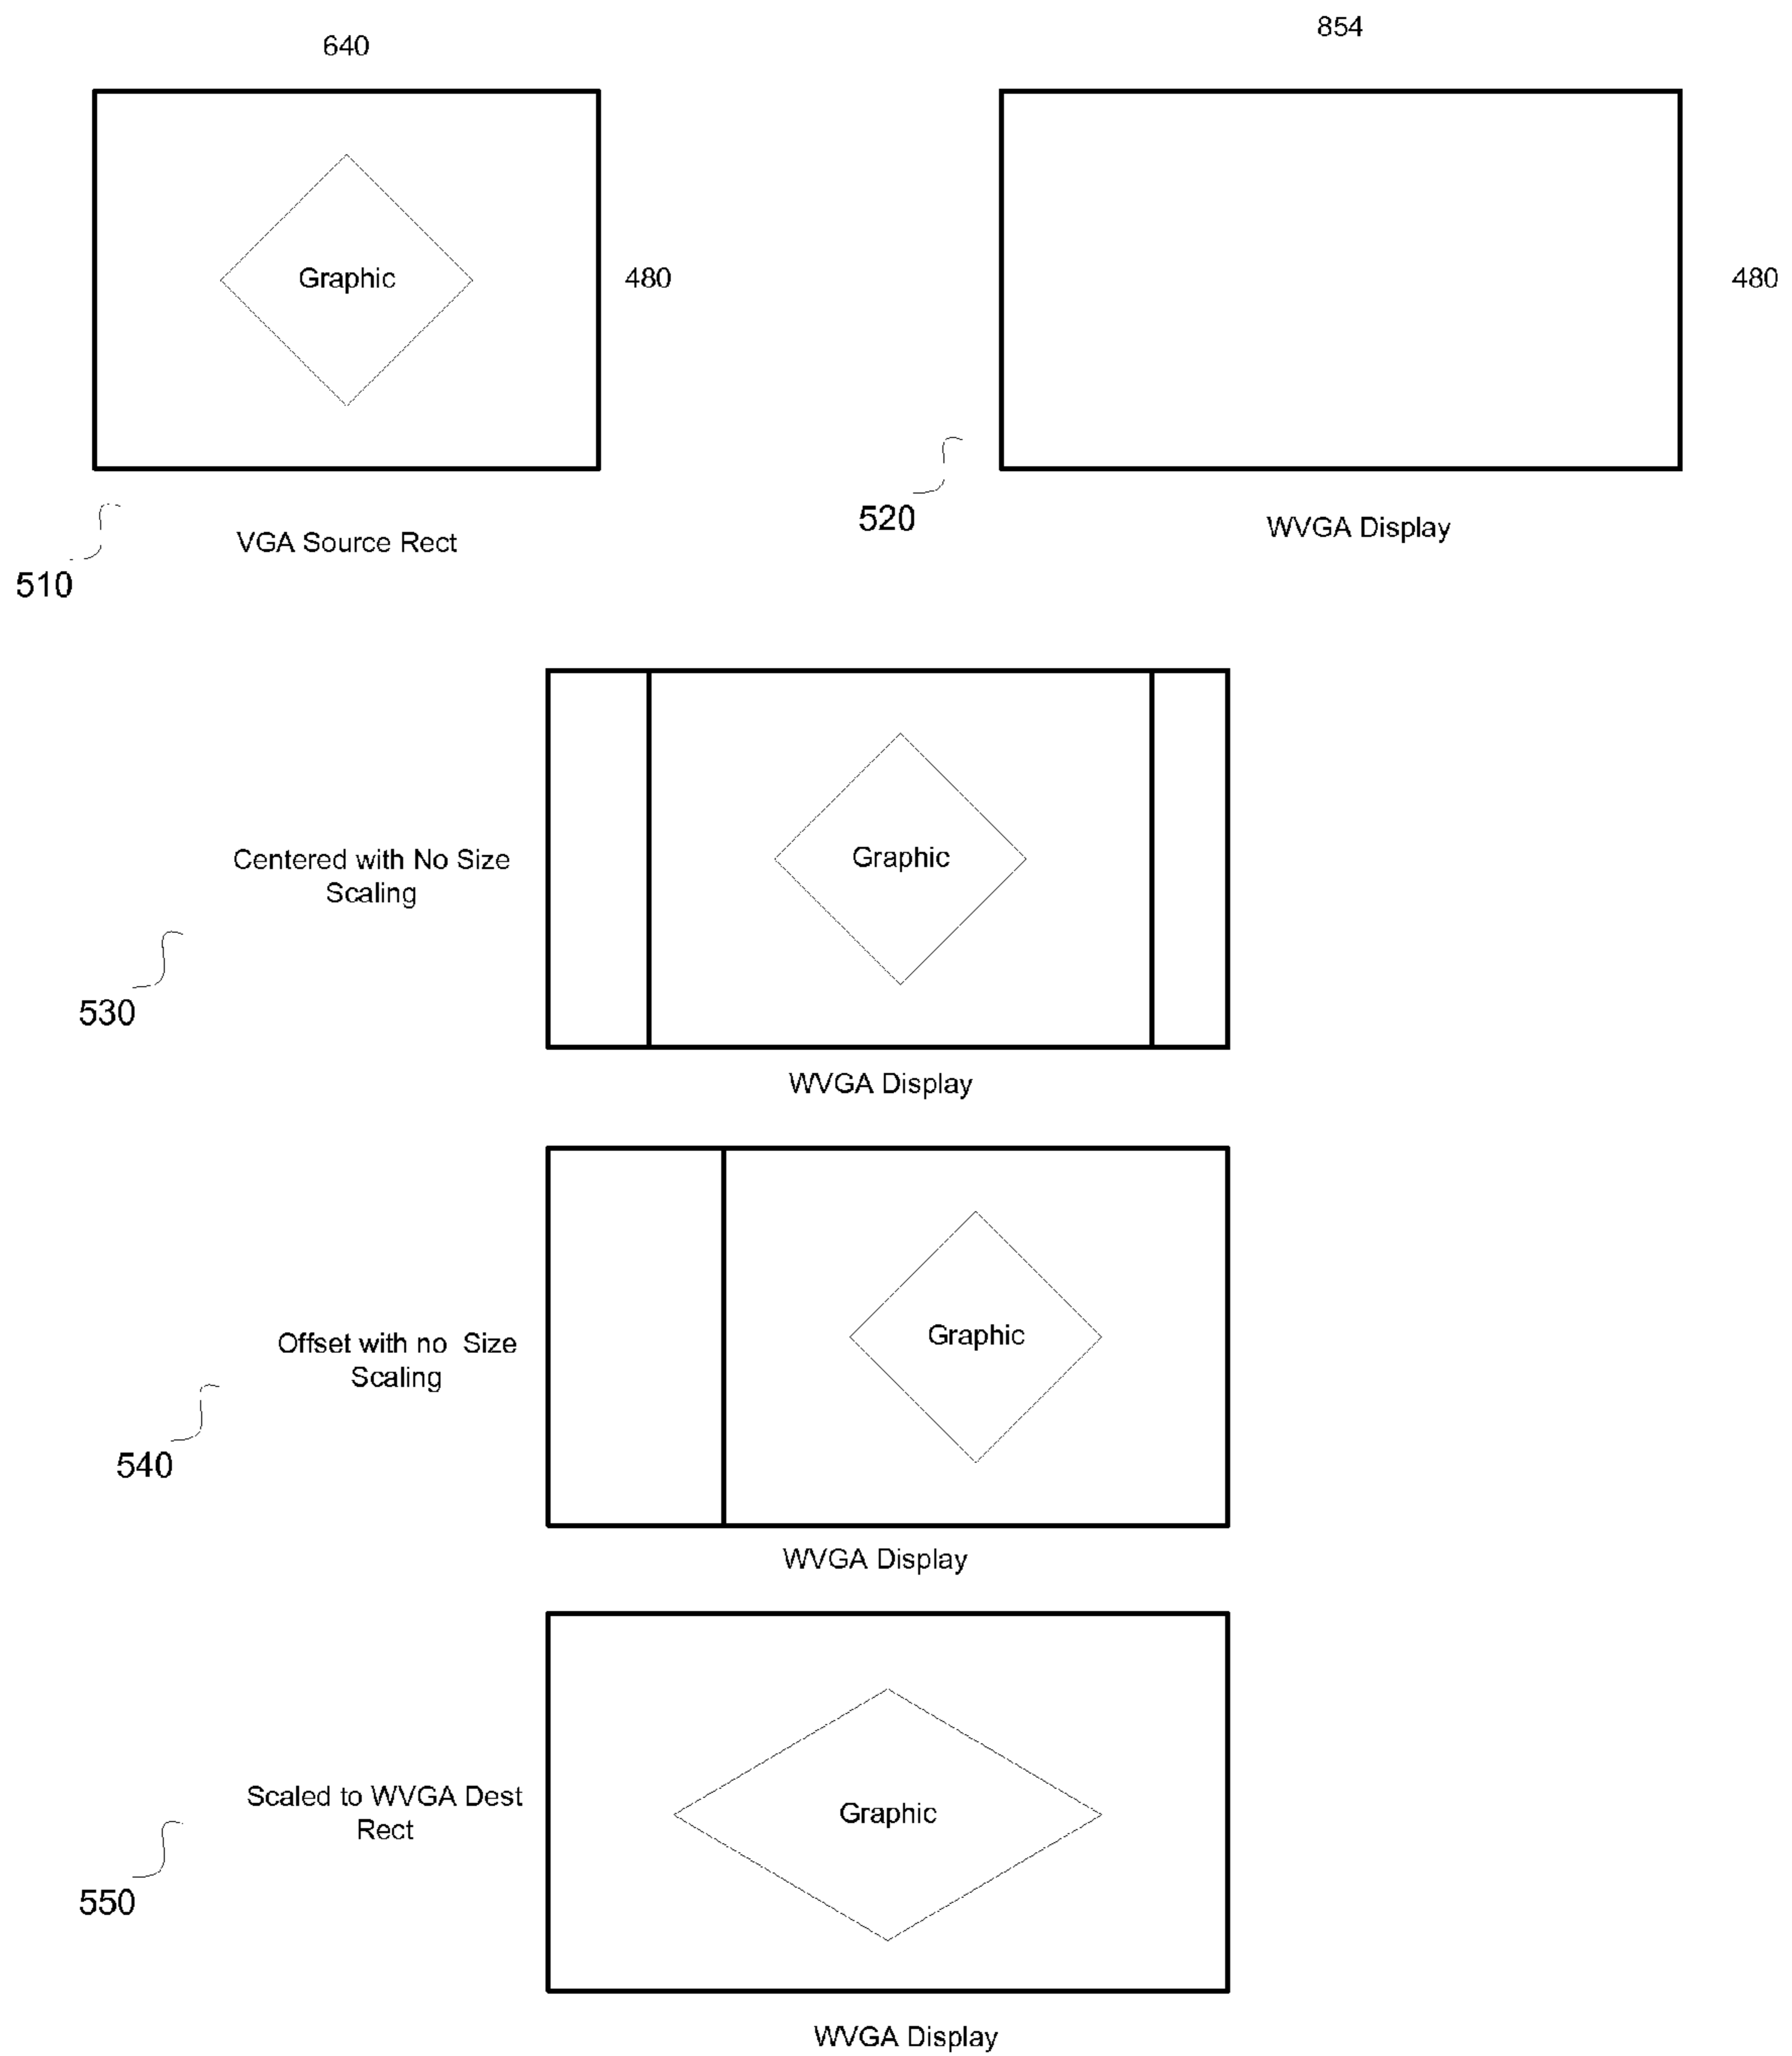 640
854
Graphic
480
480
VGA Source Rect
510
520
WVGA Display
Centered with No Size
Scaling
Graphic
530
WVGA Display
Offset with no Size
Scaling
Graphic
540
WVGA Display
Scaled to WVGA Dest
Rect
Graphic
550
WVGA Display